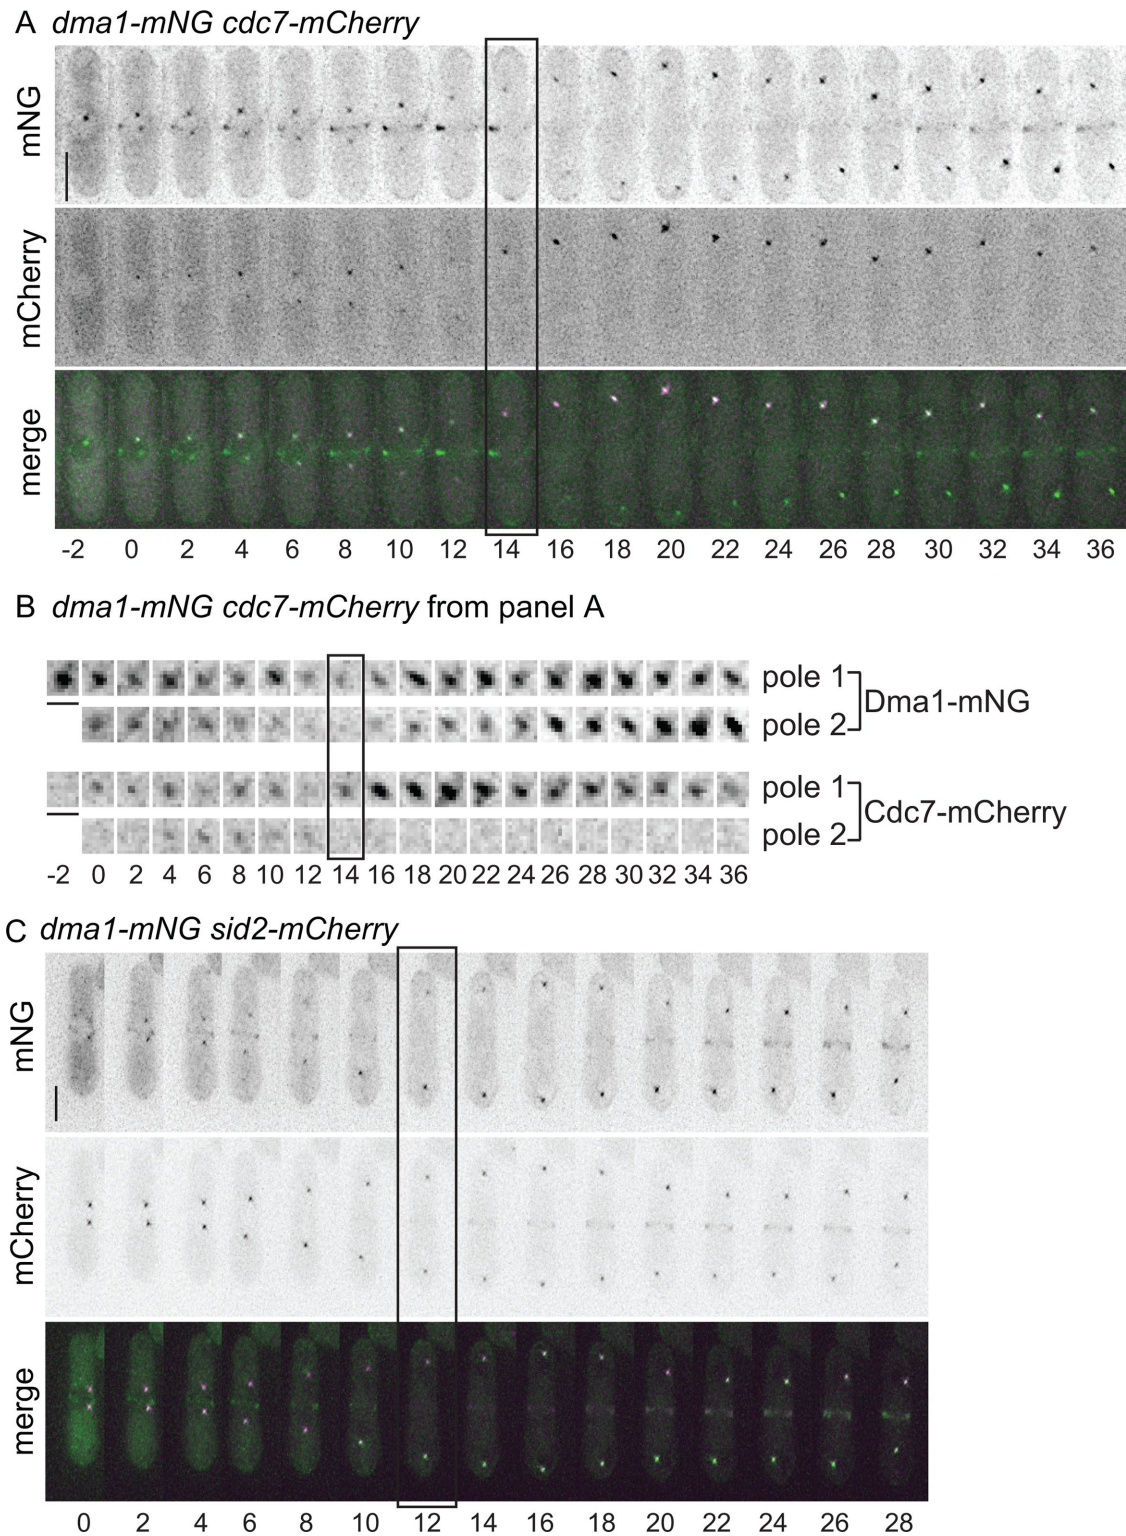 A dma1-mNG cdc7-mCherry
mNG
mCherry
merge
-2 0 2 4 6 8 10 12 14 16 18 20 22 24 26 28 30 32 34 36
B dma1-mNG cdc7-mCherry from panel A
pole 1
Dma1-mNG
pole 2
pole 1
Cdc7-mCherry
pole 2
-2 0 2 4 6 8 10 12 14 16 18 20 22 24 26 28 30 32 34 36
C dma1-mNG sid2-mCherry
mNG
mCherry
merge
0 2 4 6 8 10 12 14 16 18 20 22 24 26 28